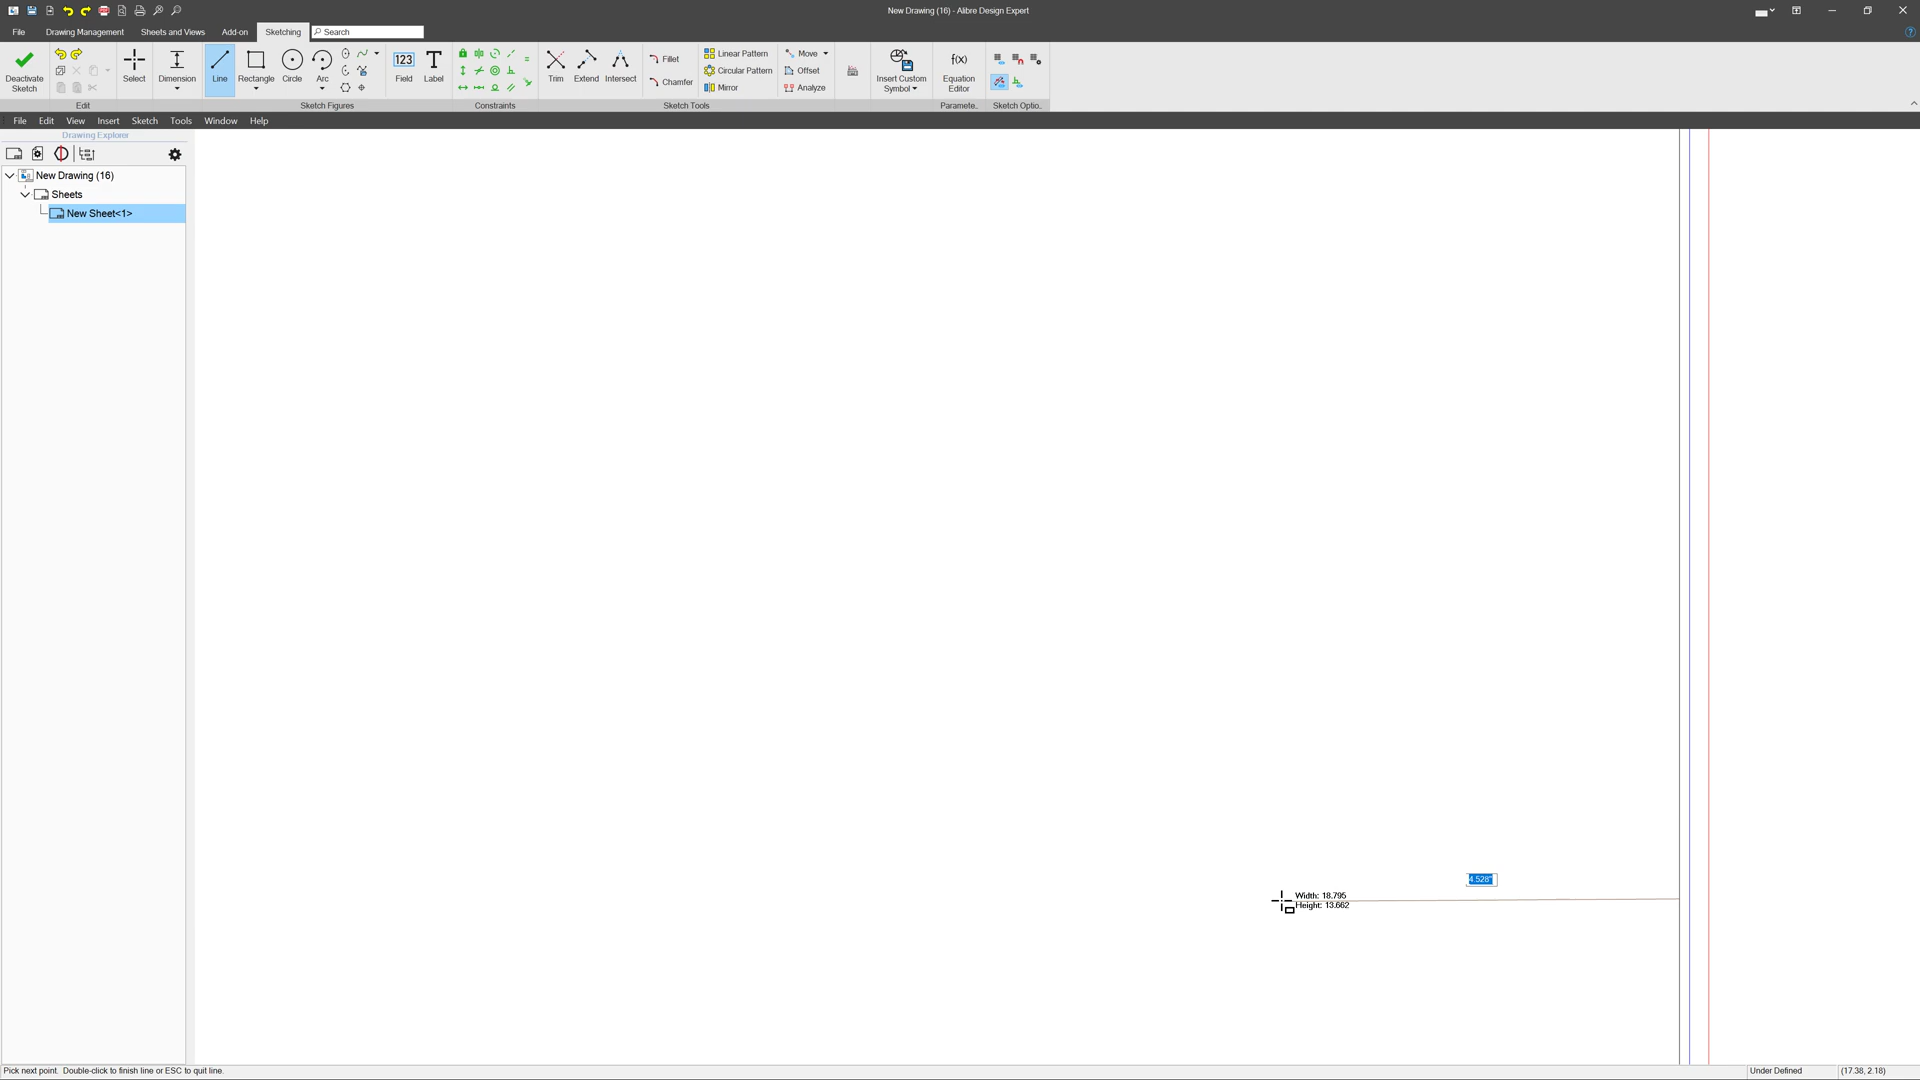 New Drawing (16) - Alibre Design Expert
File Drawing Management Sheets and Views Add-on Sketching Search
Deactivate Sketch
Select
Dimension
Line
Rectangle
Circle
Arc
123
Field
Label
Trim
Extend
Intersect
Fillet
Chamfer
Linear Pattern
Circular Pattern
Mirror
Move
Offset
Analyze
Insert Custom Symbol
f(x)
Equation Editor
Edit
Sketch Figures
Constraints
Sketch Tools
Paramete..
Sketch Optio..
File Edit View Insert Sketch Tools Window Help
Drawing Explorer
New Drawing (16)
Sheets
New Sheet<1>
4.528"
Width: 18.795
Height: 13.662
Pick next point. Double-click to finish line or ESC to quit line.
Under Defined
(17.38, 2.18)